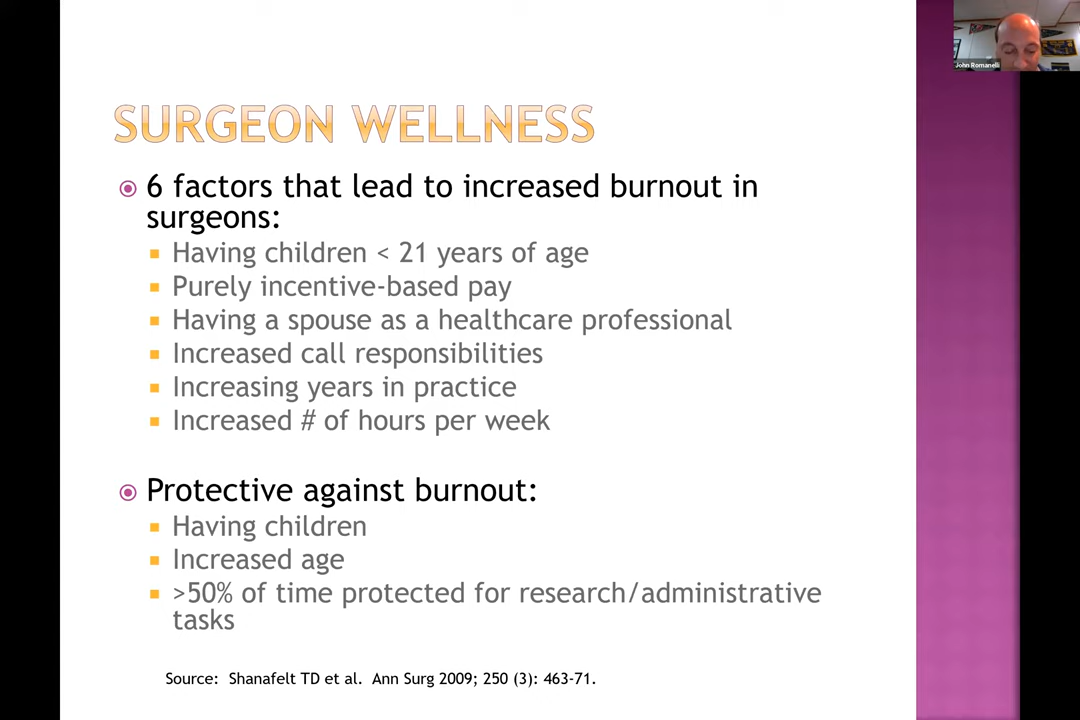 John Romanelli
SURGEON WELLNESS
6 factors that lead to increased burnout in
surgeons:
Having children < 21 years of age
Purely incentive-based pay
Having a spouse as a healthcare professional
Increased call responsibilities
Increasing years in practice
Increased # of hours per week
Protective against burnout:
Having children
Increased age
>50% of time protected for research/administrative
tasks
Source: Shanafelt TD et al. Ann Surg 2009; 250 (3): 463-71.